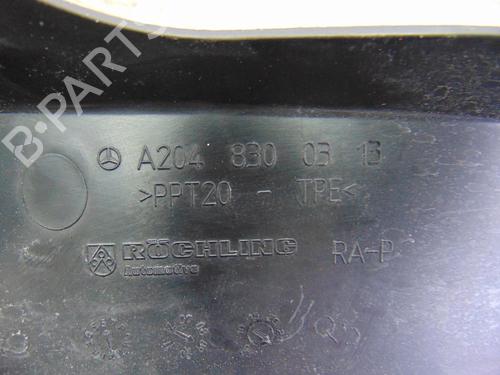 B-PARTS
A204 830 03 13
>PPT20 - TPE<
RÖCHLING RA-P
Automotive